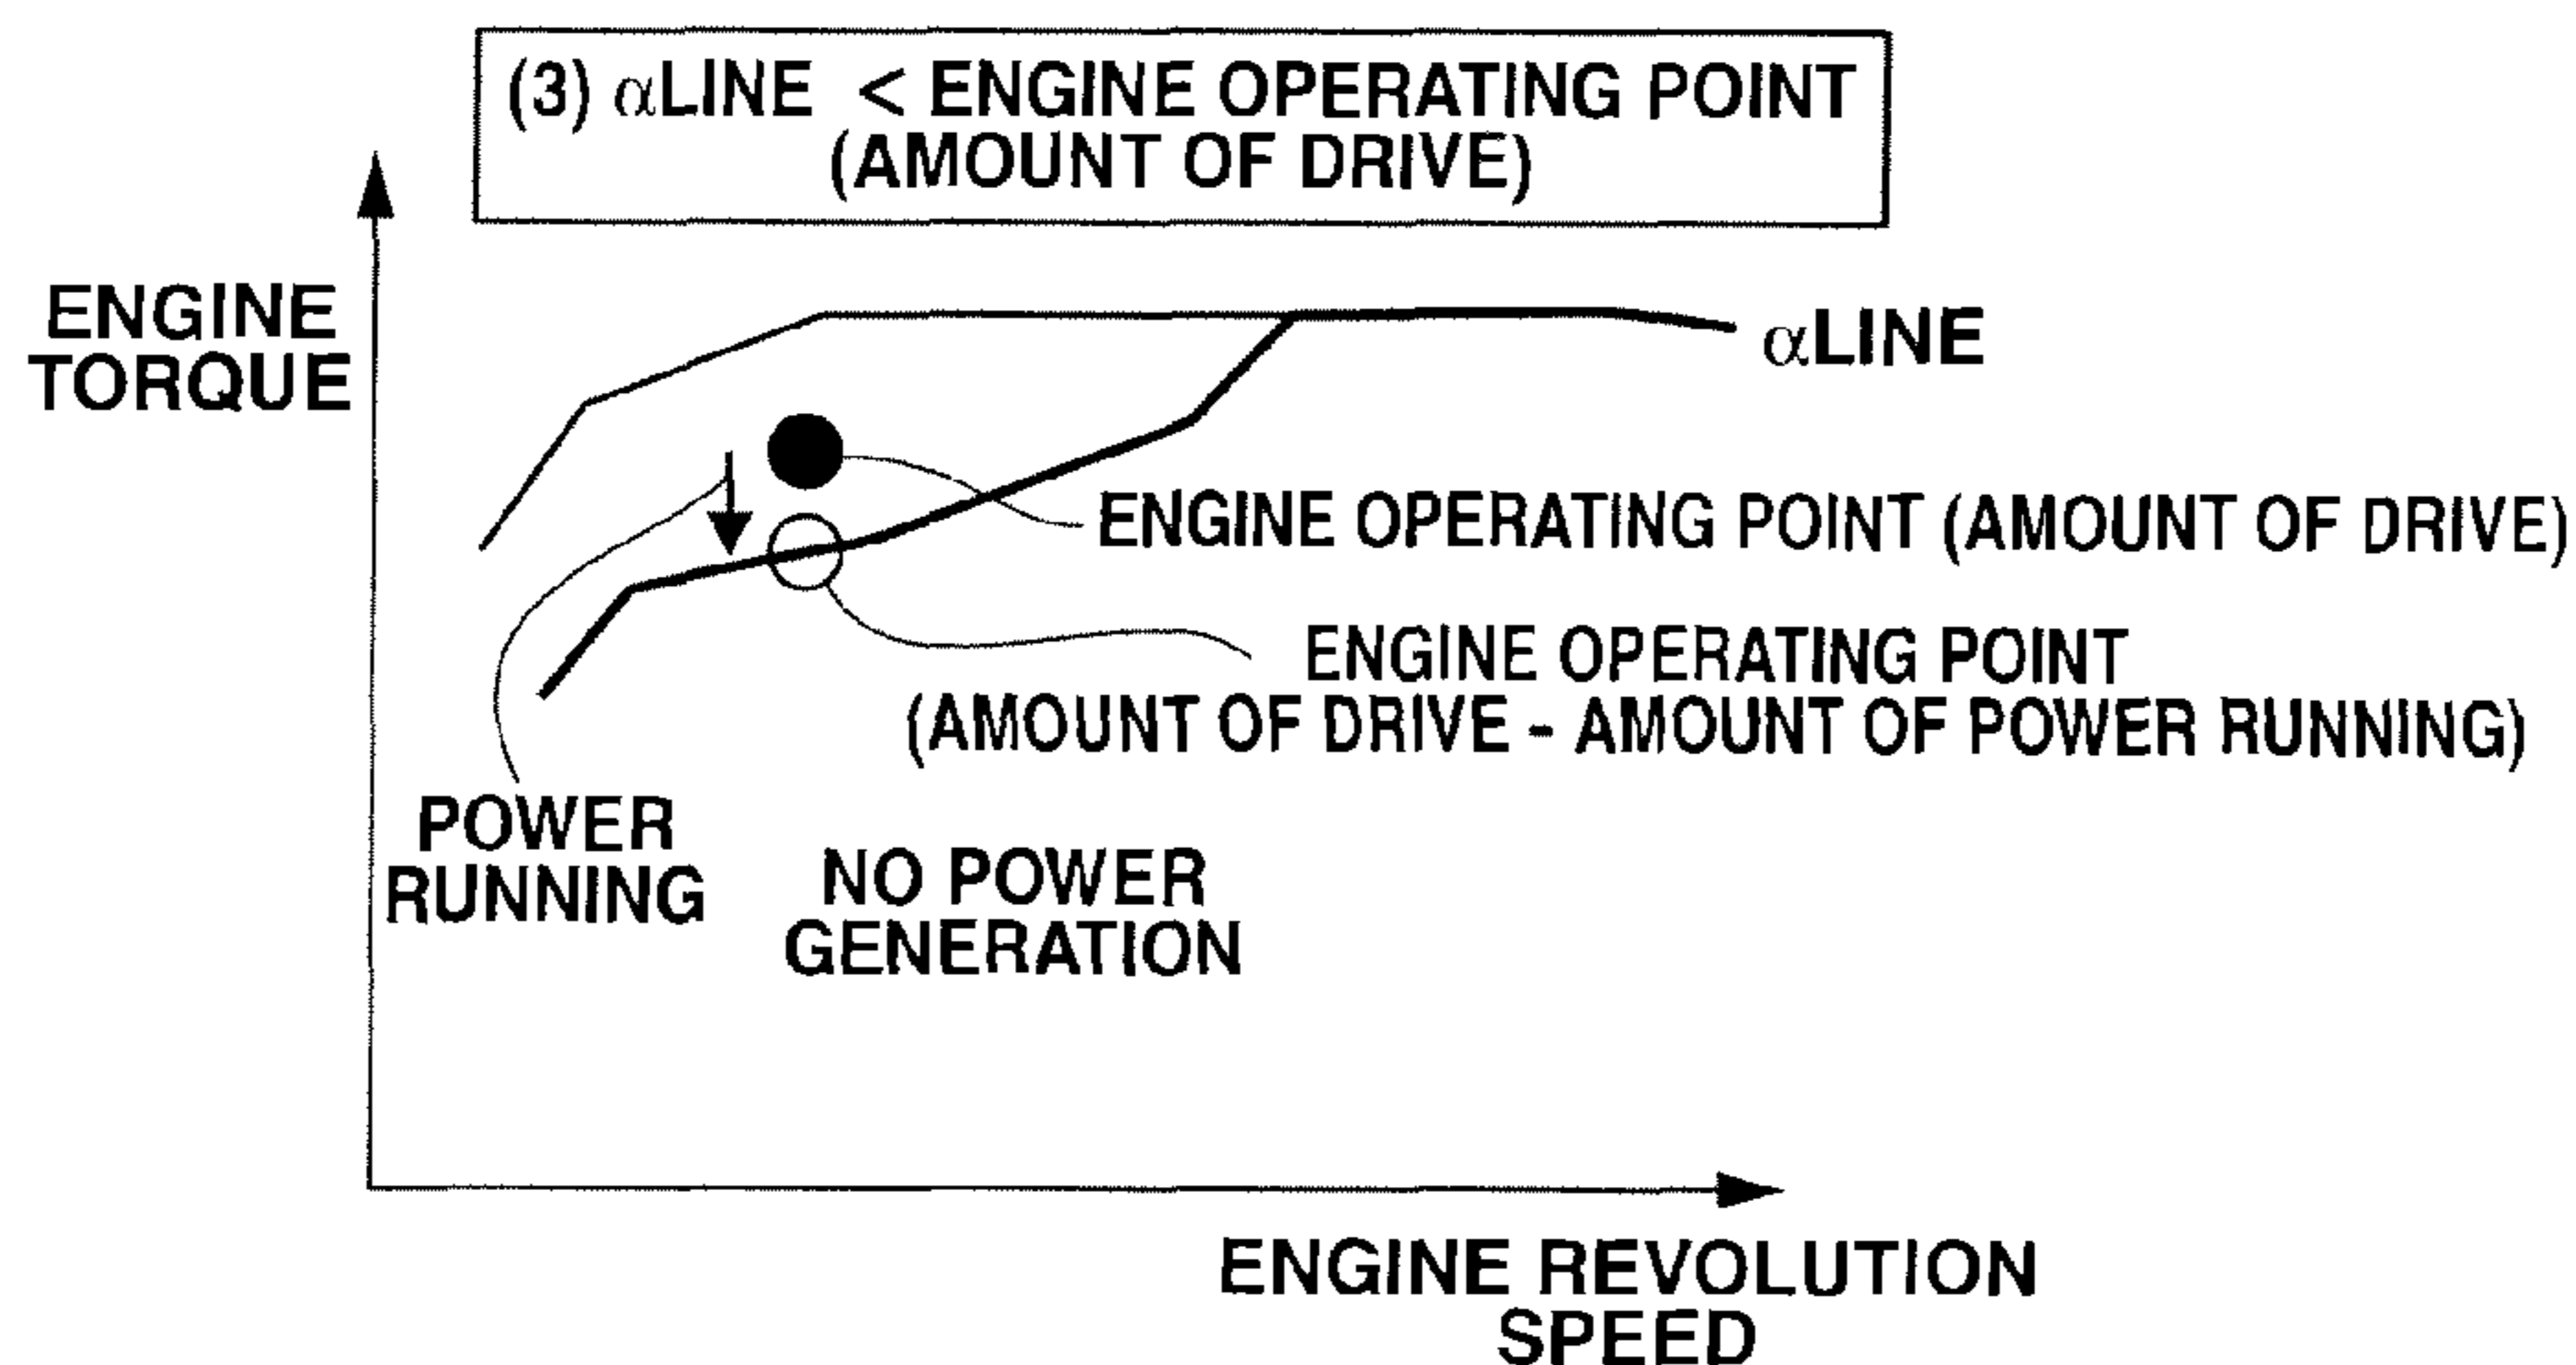 (3) αLINE < ENGINE OPERATING POINT
(AMOUNT OF DRIVE)
ENGINE
TORQUE
αLINE
ENGINE OPERATING POINT (AMOUNT OF DRIVE)
ENGINE OPERATING POINT
(AMOUNT OF DRIVE - AMOUNT OF POWER RUNNING)
POWER
RUNNING
NO POWER
GENERATION
ENGINE REVOLUTION
SPEED